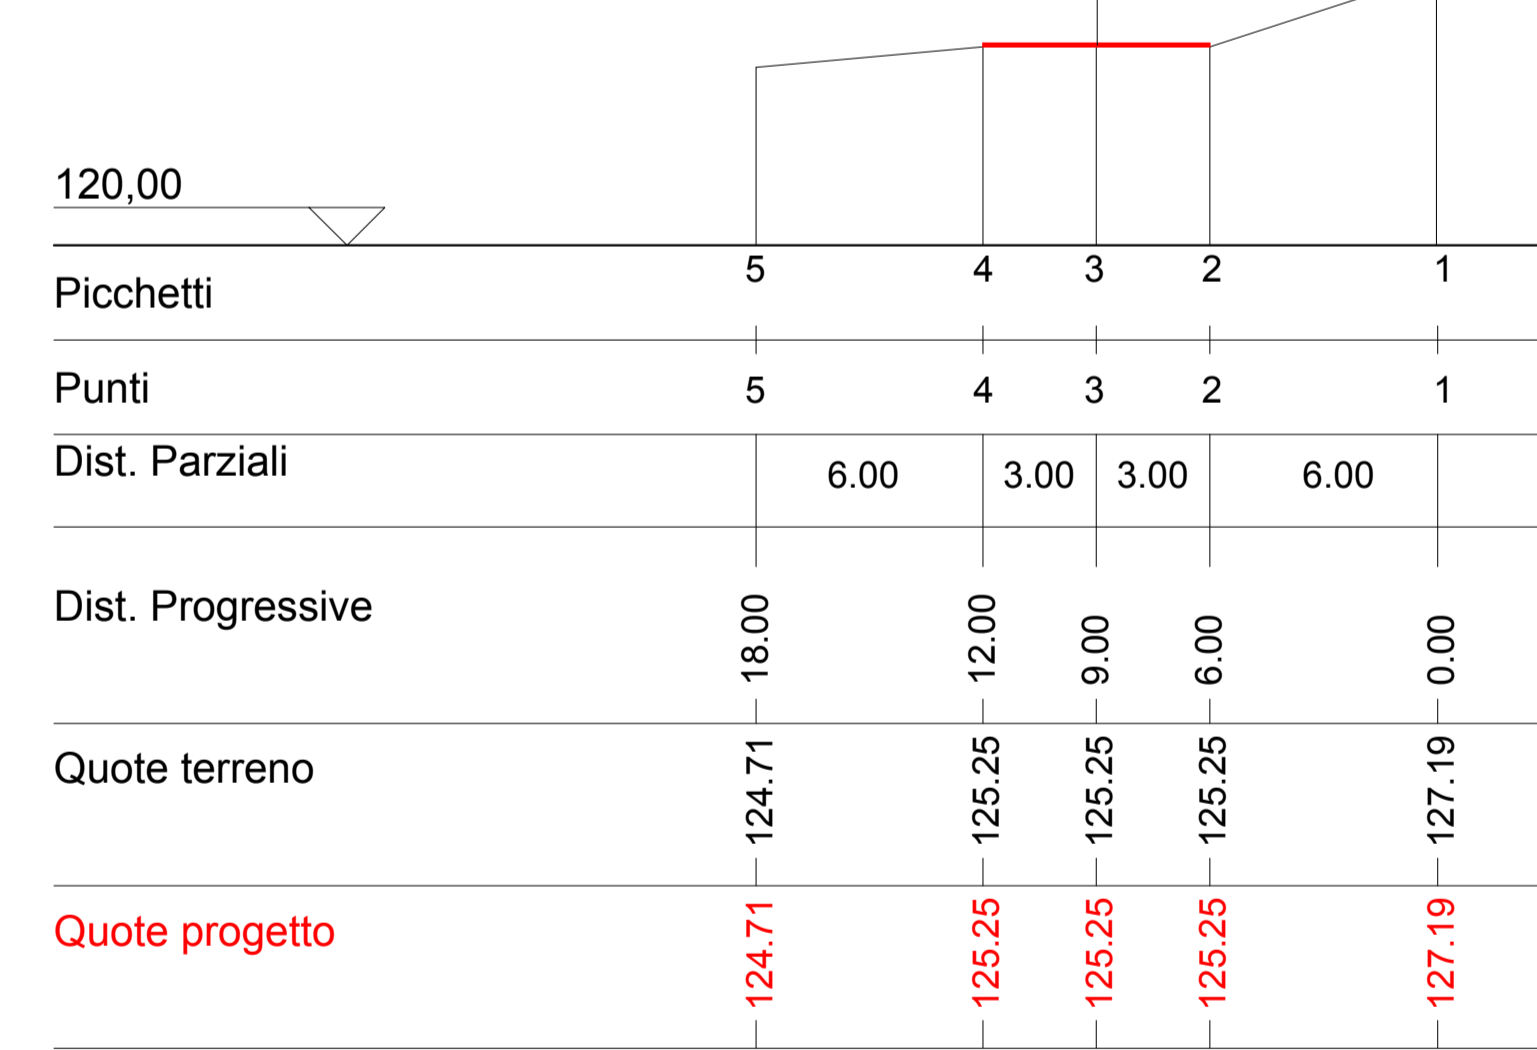 120,00
Picchetti 5 4 3 2 1
Punti 5 4 3 2 1
Dist. Parziali 6.00 3.00 3.00 6.00
Dist. Progressive 18.00 12.00 9.00 6.00 0.00
Quote terreno 124.71 125.25 125.25 125.25 127.19
Quote progetto 124.71 125.25 125.25 125.25 127.19